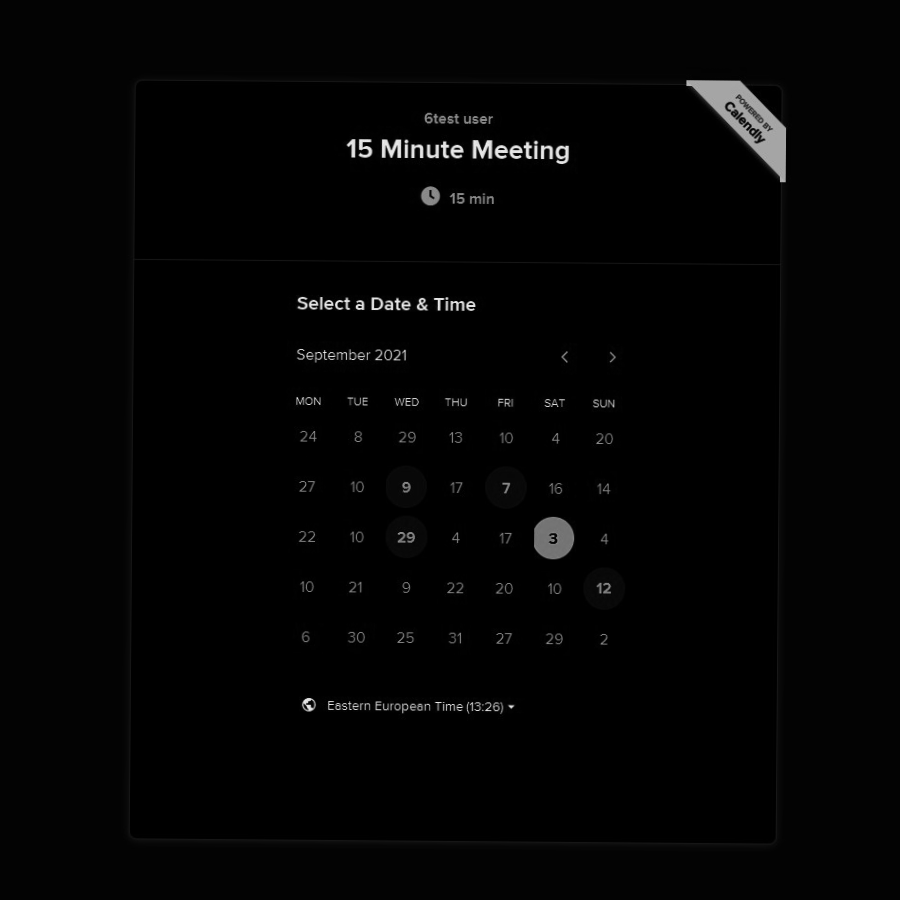 POWERED BY
Calendly
6test user
15 Minute Meeting
15 min
Select a Date & Time
September 2021
MON TUE WED THU FRI SAT SUN
24 8 29 13 10 4 20
27 10 9 17 7 16 14
22 10 29 4 17 3 4
10 21 9 22 20 10 12
6 30 25 31 27 29 2
Eastern European Time (13:26)